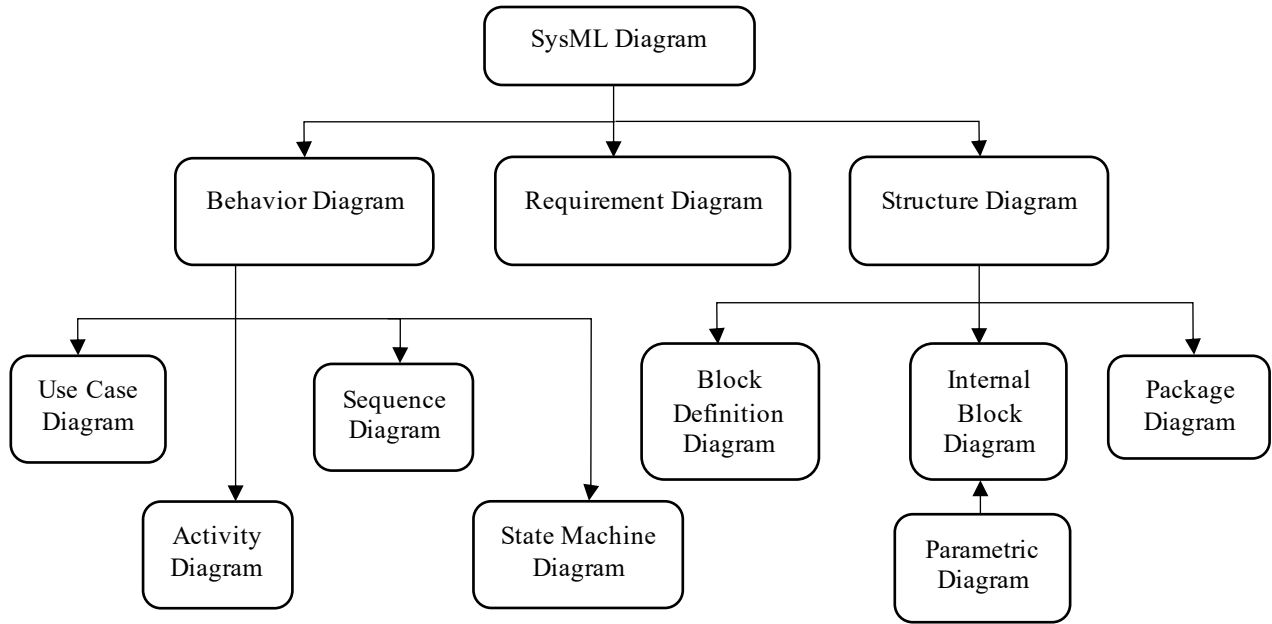 SysML Diagram
Behavior Diagram
Requirement Diagram
Structure Diagram
Use Case
Diagram
Sequence
Diagram
Block
Definition
Diagram
Internal
Block
Diagram
Package
Diagram
Activity
Diagram
State Machine
Diagram
Parametric
Diagram